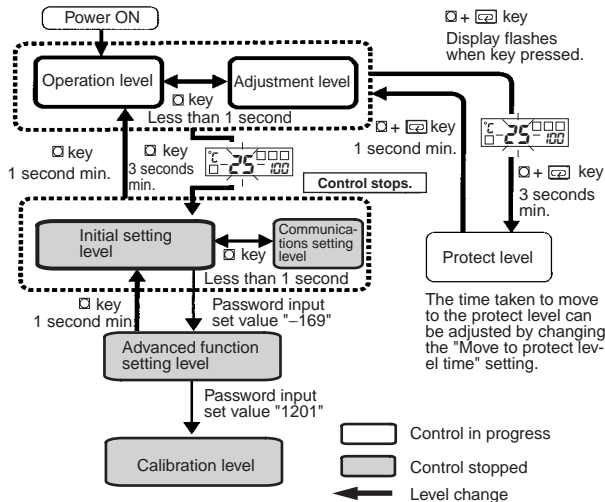 Power ON
Operation level
Adjustment level
key
Less than 1 second
+ key
Display flashes
when key pressed.
°C 25 100
+ key
3 seconds
min.
+ key
1 second min.
Protect level
The time taken to move
to the protect level can
be adjusted by changing
the "Move to protect lev-
el time" setting.
key
1 second min.
key
3 seconds
min.
°C 25 100
Control stops.
Initial setting
level
key
Communica-
tions setting
level
Less than 1 second
key
1 second min.
Password input
set value "–169"
Advanced function
setting level
Password input
set value "1201"
Calibration level
Control in progress
Control stopped
Level change